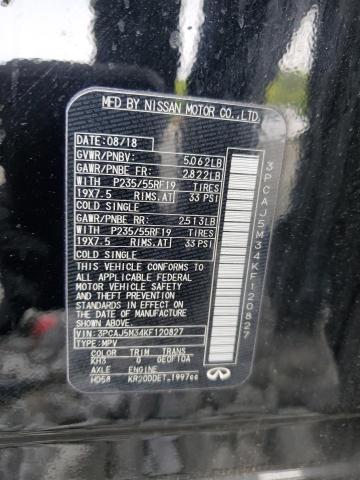 MFD BY NISSAN MOTOR CO.,LTD.
DATE: 08/18
GVWR/PNBV: 5,062LB
GAWR/PNBE FR: 2,822LB
WITH P235/55RF19 TIRES
19X7.5 RIMS.AT 33 PSI
COLD SINGLE
GAWR/PNBE RR: 2,513LB
WITH P235/55RF19 TIRES
19X7.5 RIMS.AT 33 PSI
COLD SINGLE
THIS VEHICLE CONFORMS TO
ALL APPLICABLE FEDERAL
MOTOR VEHICLE SAFETY, BUMPER
AND THEFT PREVENTION
STANDARDS IN EFFECT ON
THE DATE OF MANUFACTURE
SHOWN ABOVE.
VIN: 3PCAJ5M34KF120827
TYPE: MPV
COLOR TRIM TRANS
KH3 RE0F10A
AXLE ENGINE
HD58 KR20DDET 1997cc
3PCAJ5M34KF120827